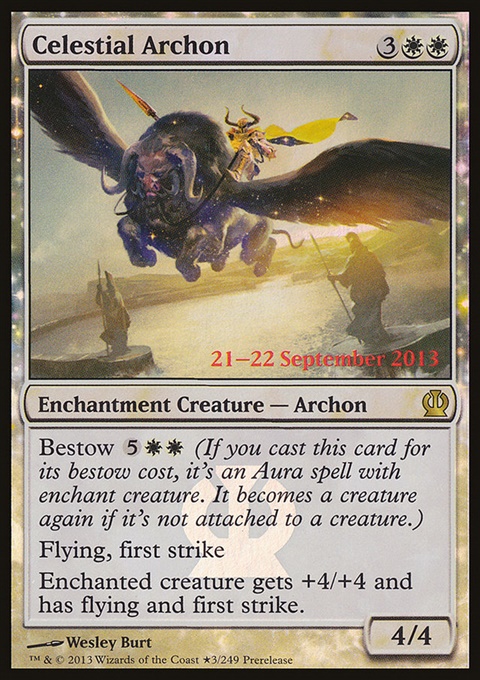 Celestial Archon 3
21–22 September 2013
Enchantment Creature — Archon
Bestow 5 (If you cast this card for
its bestow cost, it's an Aura spell with
enchant creature. It becomes a creature
again if it's not attached to a creature.)
Flying, first strike
Enchanted creature gets +4/+4 and
has flying and first strike.
4/4
Wesley Burt
™ & © 2013 Wizards of the Coast ★3/249 Prerelease